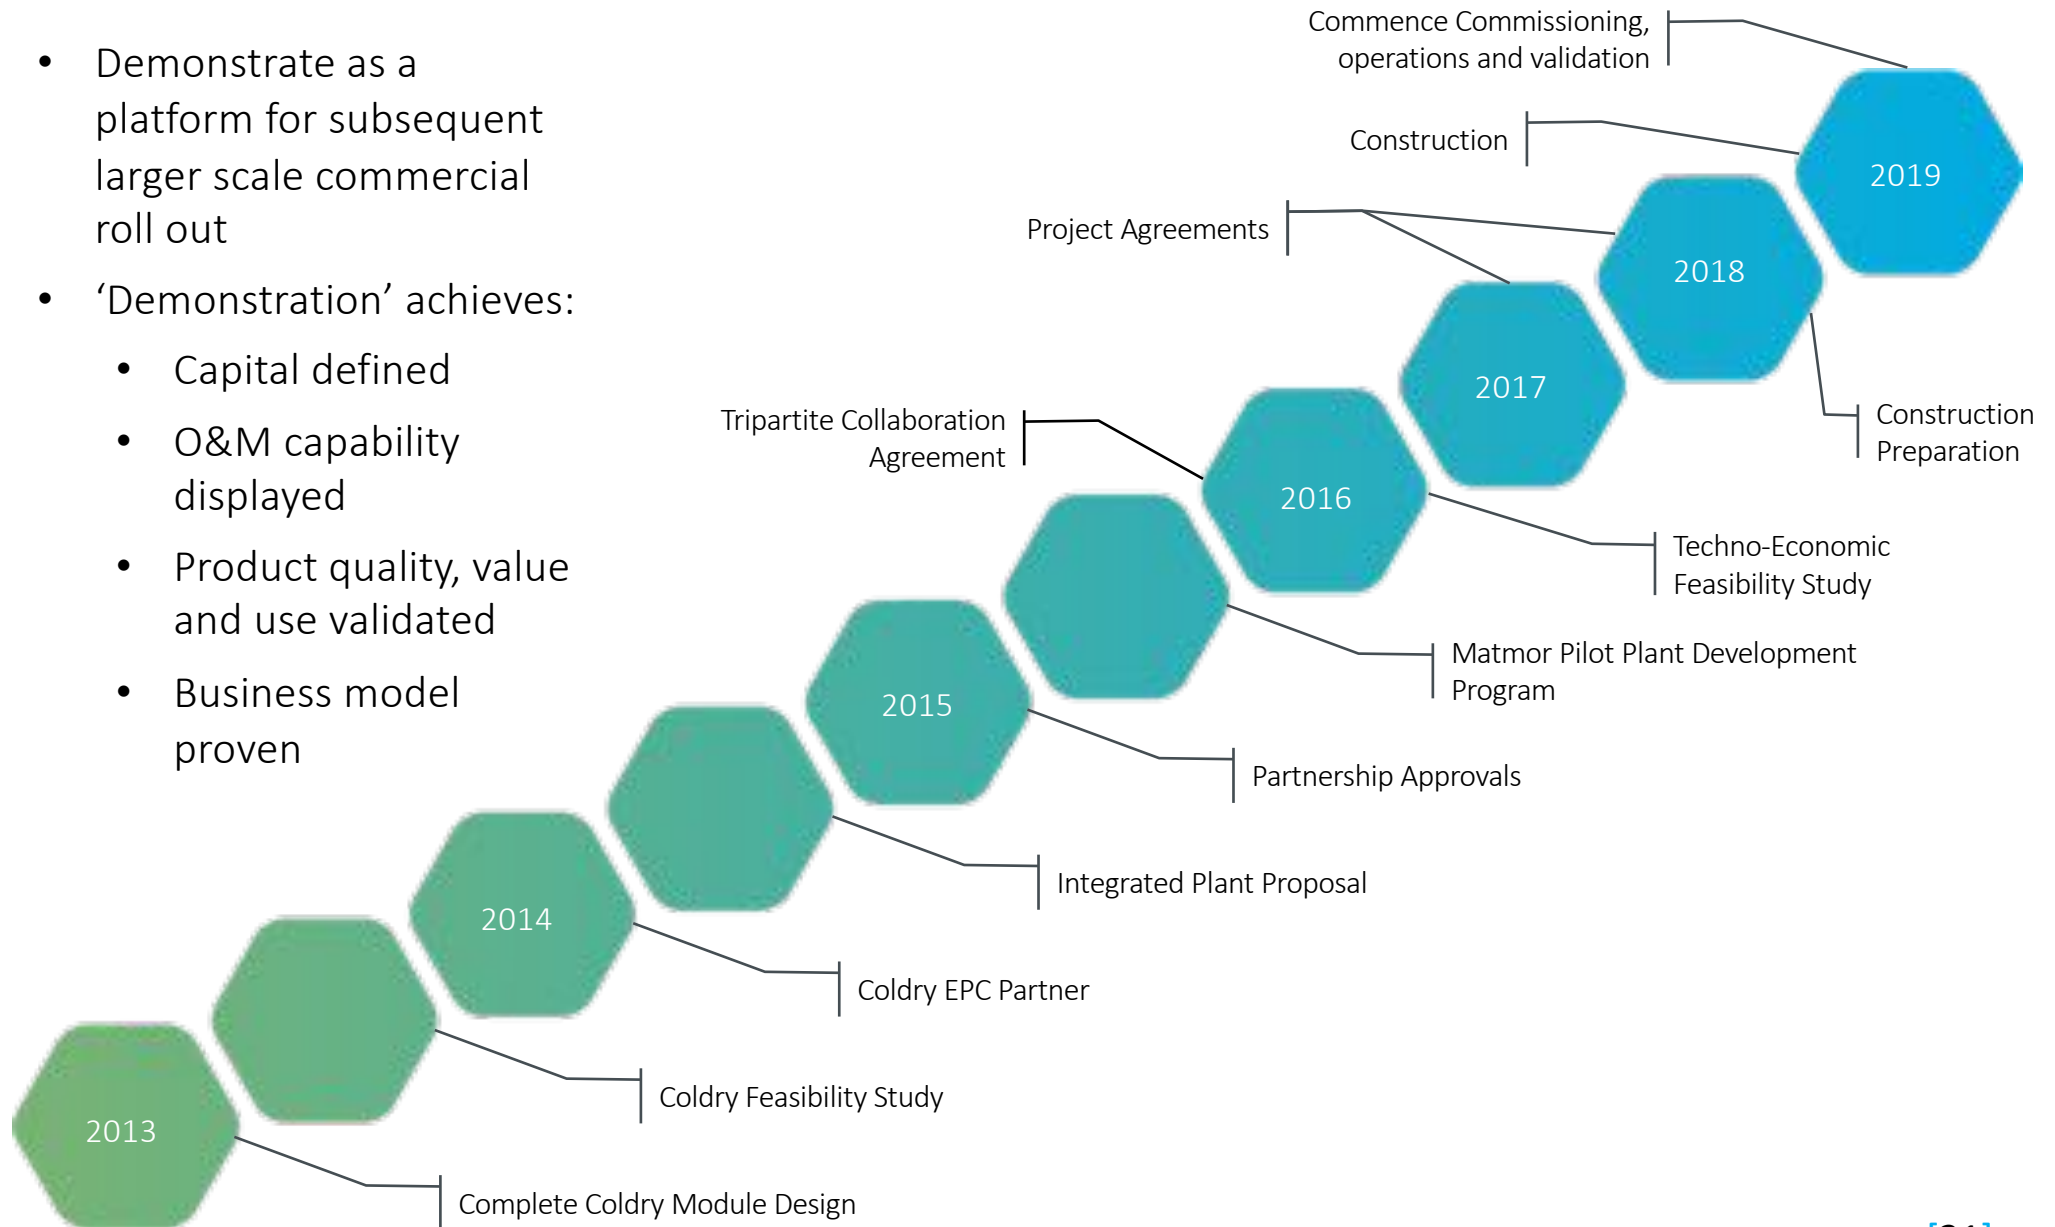 • Demonstrate as a
platform for subsequent
larger scale commercial
roll out
• ‘Demonstration’ achieves:
• Capital defined
• O&M capability
displayed
• Product quality, value
and use validated
• Business model
proven
Commence Commissioning,
operations and validation
Construction
2019
Project Agreements
2018
2017
Construction
Preparation
Tripartite Collaboration
Agreement
2016
Techno-Economic
Feasibility Study
Matmor Pilot Plant Development
Program
2015
Partnership Approvals
Integrated Plant Proposal
2014
Coldry EPC Partner
Coldry Feasibility Study
2013
Complete Coldry Module Design